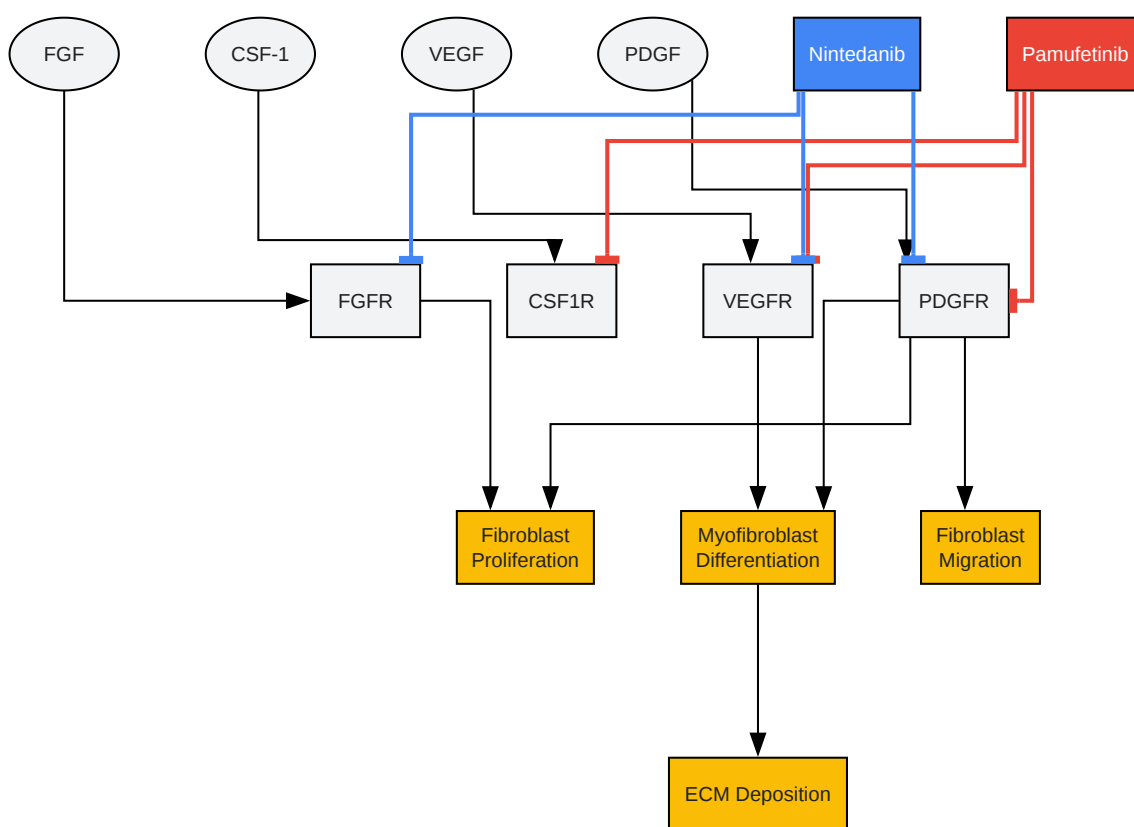 FGF
CSF-1
VEGF
PDGF
Nintedanib
Pamufetinib
FGFR
CSF1R
VEGFR
PDGFR
Fibroblast
Proliferation
Myofibroblast
Differentiation
Fibroblast
Migration
ECM Deposition